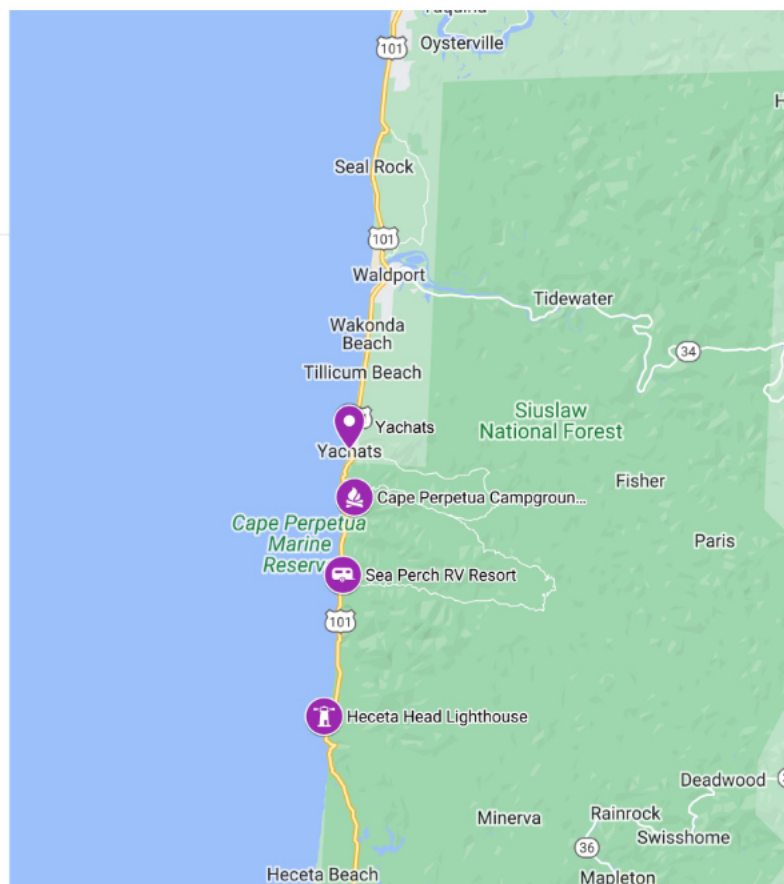 Yaquina
101
Oysterville
H
Seal Rock
101
Waldport
Tidewater
Wakonda
Beach
34
Tillicum Beach
Siuslaw
National Forest
Yachats
Yachats
Fisher
Cape Perpetua Campgroun...
Cape Perpetua
Marine
Reserv
Paris
Sea Perch RV Resort
101
Heceta Head Lighthouse
Deadwood
Minerva
Rainrock
Swisshome
36
Heceta Beach
Mapleton